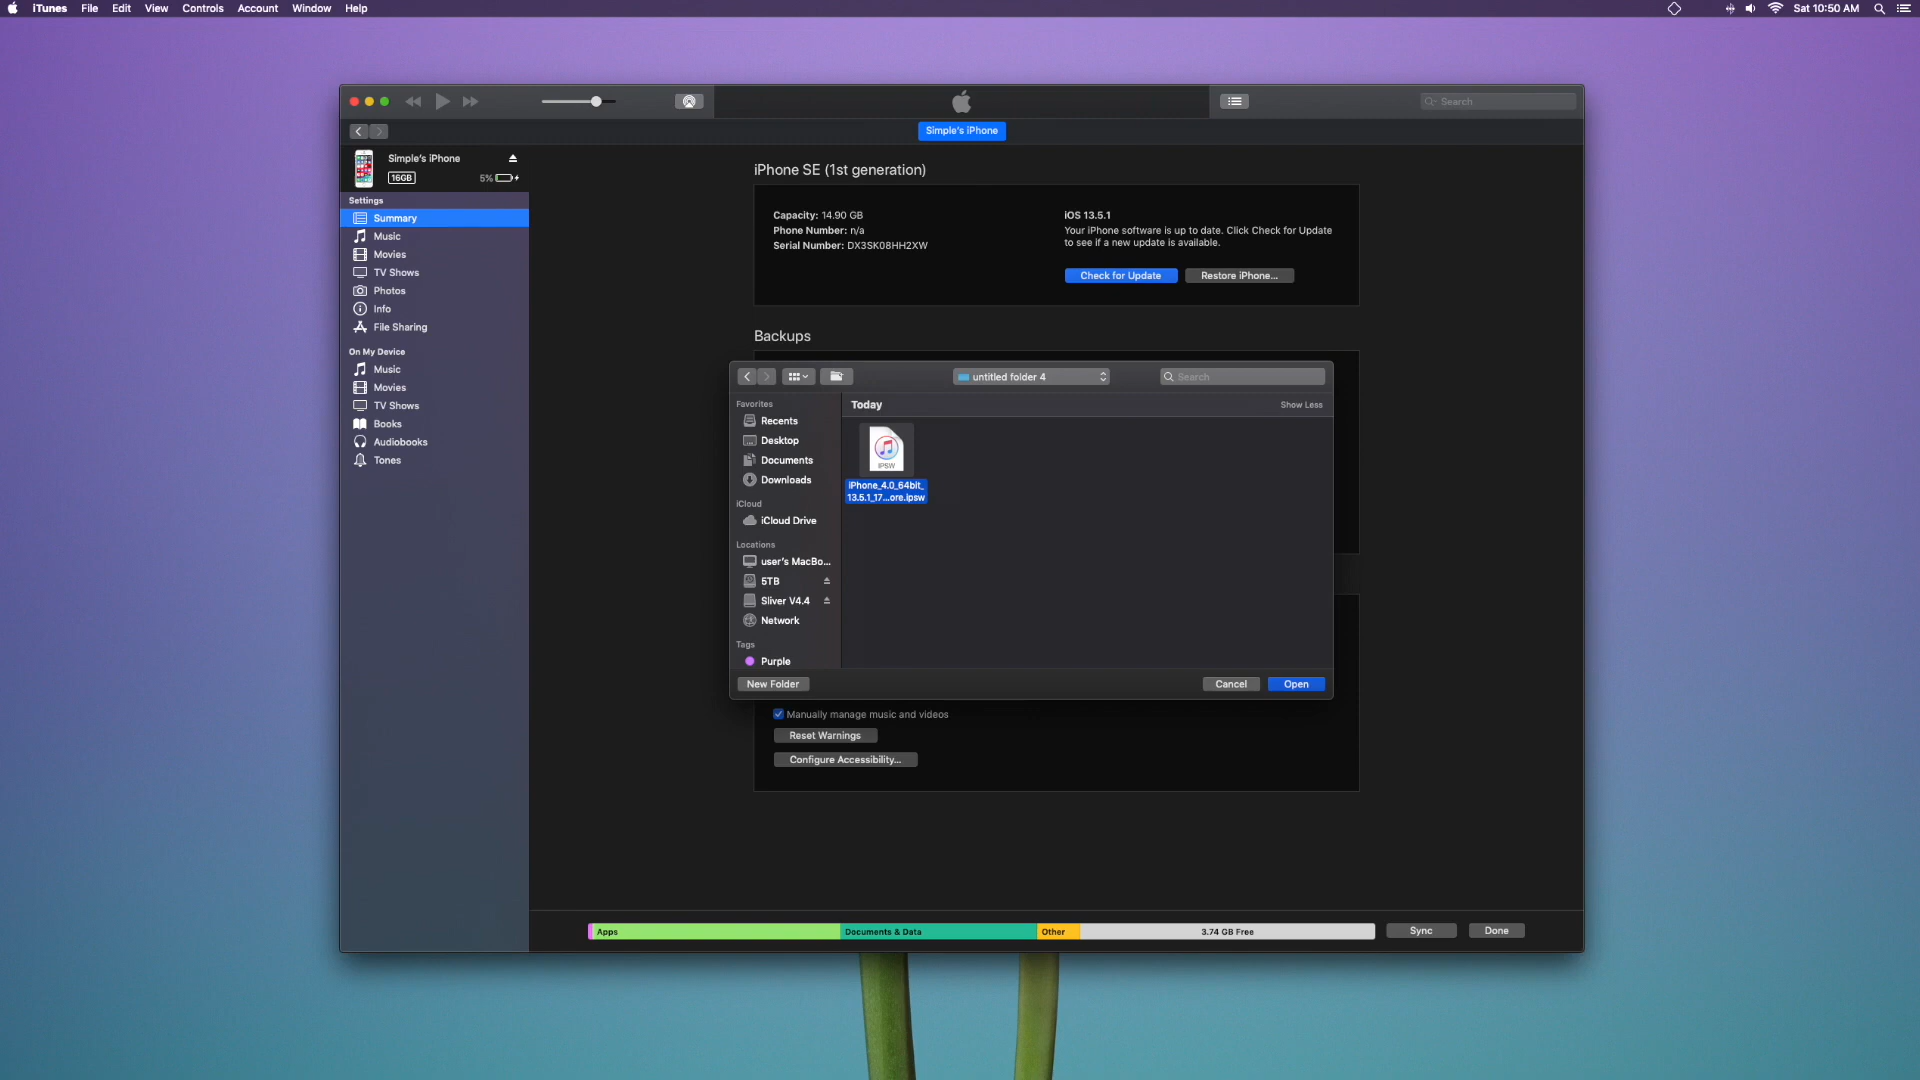 iTunes File Edit View Controls Account Window Help
Sat 10:50 AM
Search
Simple's iPhone
Simple's iPhone
16GB
5%
Settings
Summary
Music
Movies
TV Shows
Photos
Info
File Sharing
On My Device
Music
Movies
TV Shows
Books
Audiobooks
Tones
iPhone SE (1st generation)
Capacity: 14.90 GB
Phone Number: n/a
Serial Number: DX3SK08HH2XW
iOS 13.5.1
Your iPhone software is up to date. Click Check for Update
to see if a new update is available.
Check for Update
Restore iPhone...
Backups
untitled folder 4
Search
Favorites
Recents
Desktop
Documents
Downloads
iCloud
iCloud Drive
Locations
user's MacBo...
5TB
Sliver V4.4
Network
Tags
Purple
Today
Show Less
IPSW
iPhone_4.0_64bit_
13.5.1_17...ore.ipsw
New Folder
Cancel
Open
Manually manage music and videos
Reset Warnings
Configure Accessibility...
Apps
Documents & Data
Other
3.74 GB Free
Sync
Done